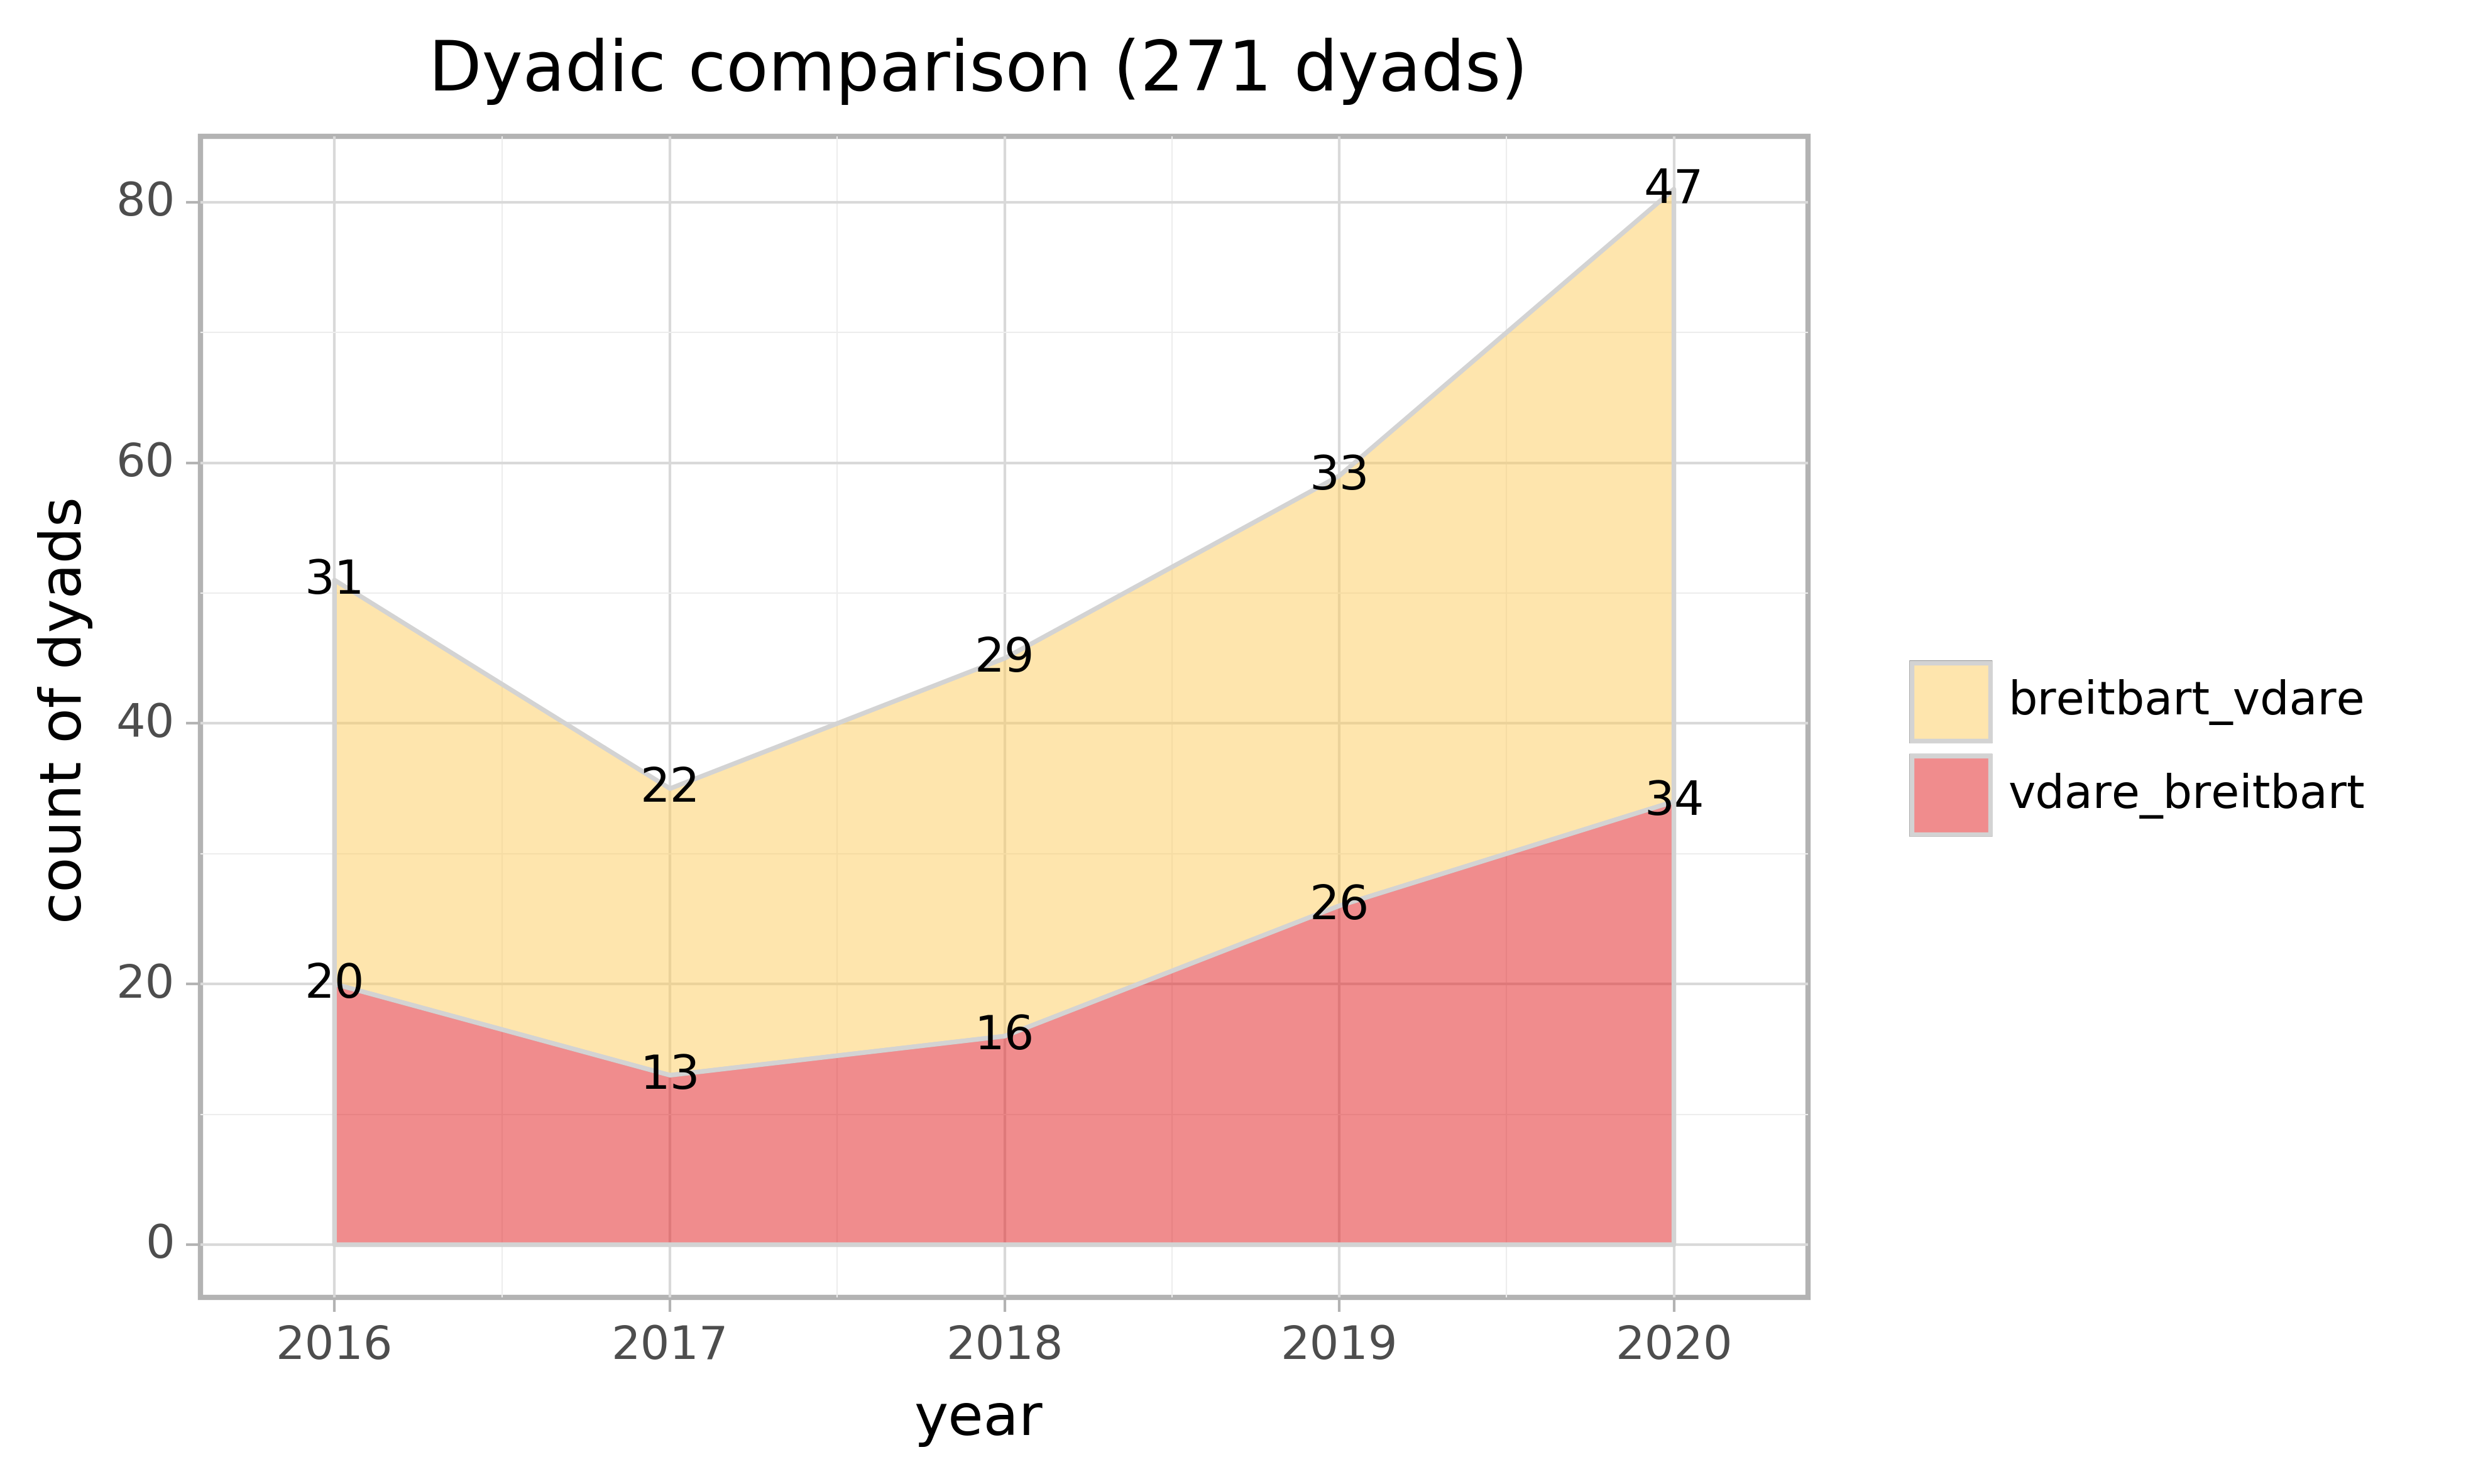 Dyadic comparison (271 dyads)
count of dyads
80
60
40
20
0
47
33
31
29
22
34
26
20
16
13
2016 2017 2018 2019 2020
year
breitbart_vdare
vdare_breitbart